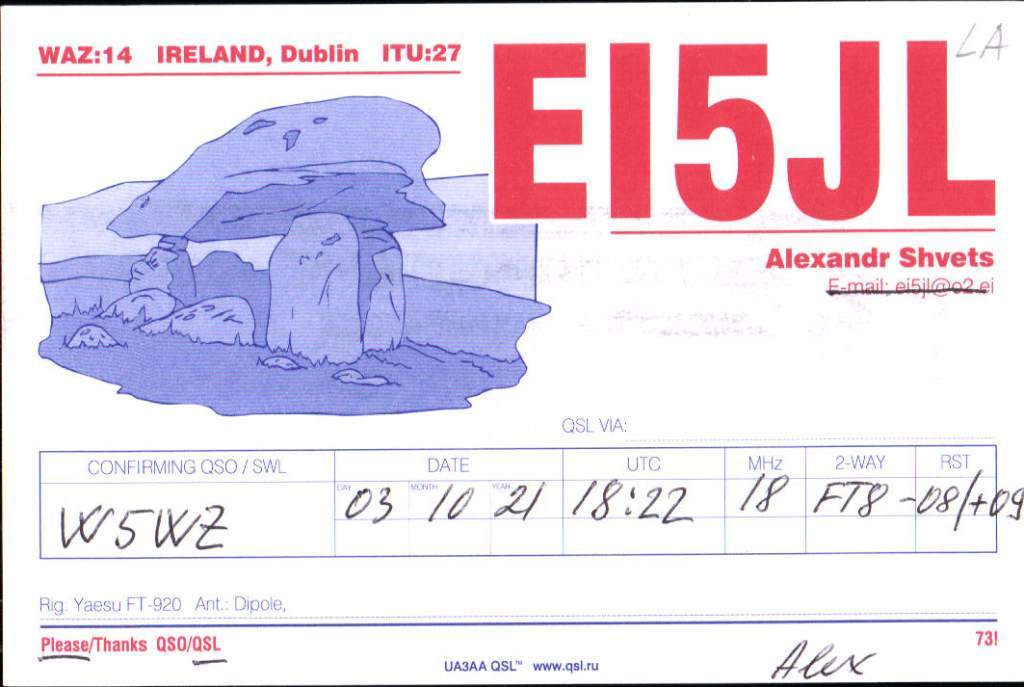 WAZ:14 IRELAND, Dublin ITU:27
EI5JL
LA
Alexandr Shvets
E-mail: ei5jl@o2.ei
QSL VIA:
CONFIRMING QSO / SWL DATE UTC MHz 2-WAY RST
DAY MONTH YEAR
W5WZ 03 10 21 18:22 18 FT8 -08/+09
Rig. Yaesu FT-920 Ant.: Dipole,
Please/Thanks QSO/QSL 73!
UA3AA QSL™ www.qsl.ru
Alex